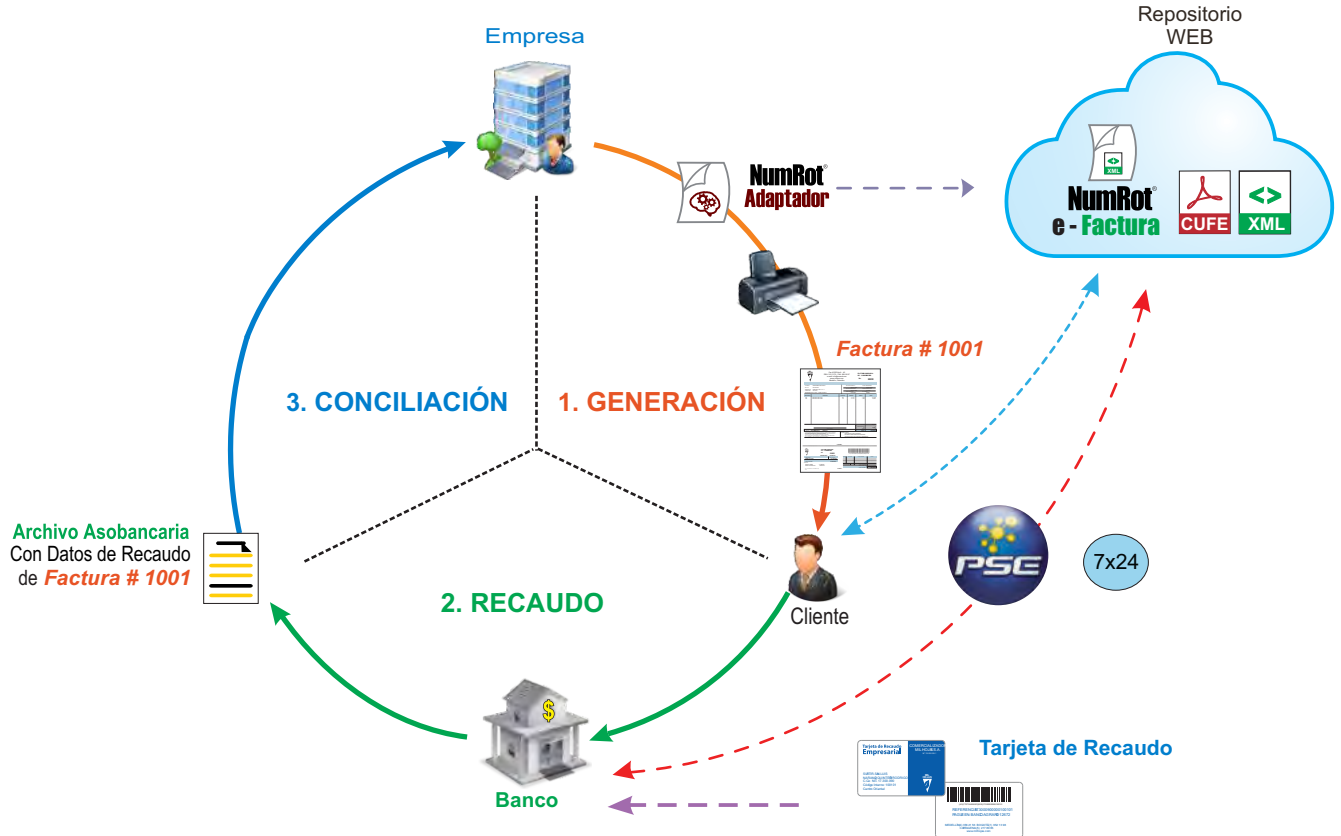 Repositorio
WEB
Empresa
NumRot®
Adaptador
XML
NumRot®
e - Factura
CUFE
XML
Factura # 1001
3. CONCILIACIÓN
1. GENERACIÓN
Archivo Asobancaria
Con Datos de Recaudo
de Factura # 1001
PSE
7x24
2. RECAUDO
Cliente
$
Banco
Tarjeta de Recaudo
Empresarial
Tarjeta de Recaudo